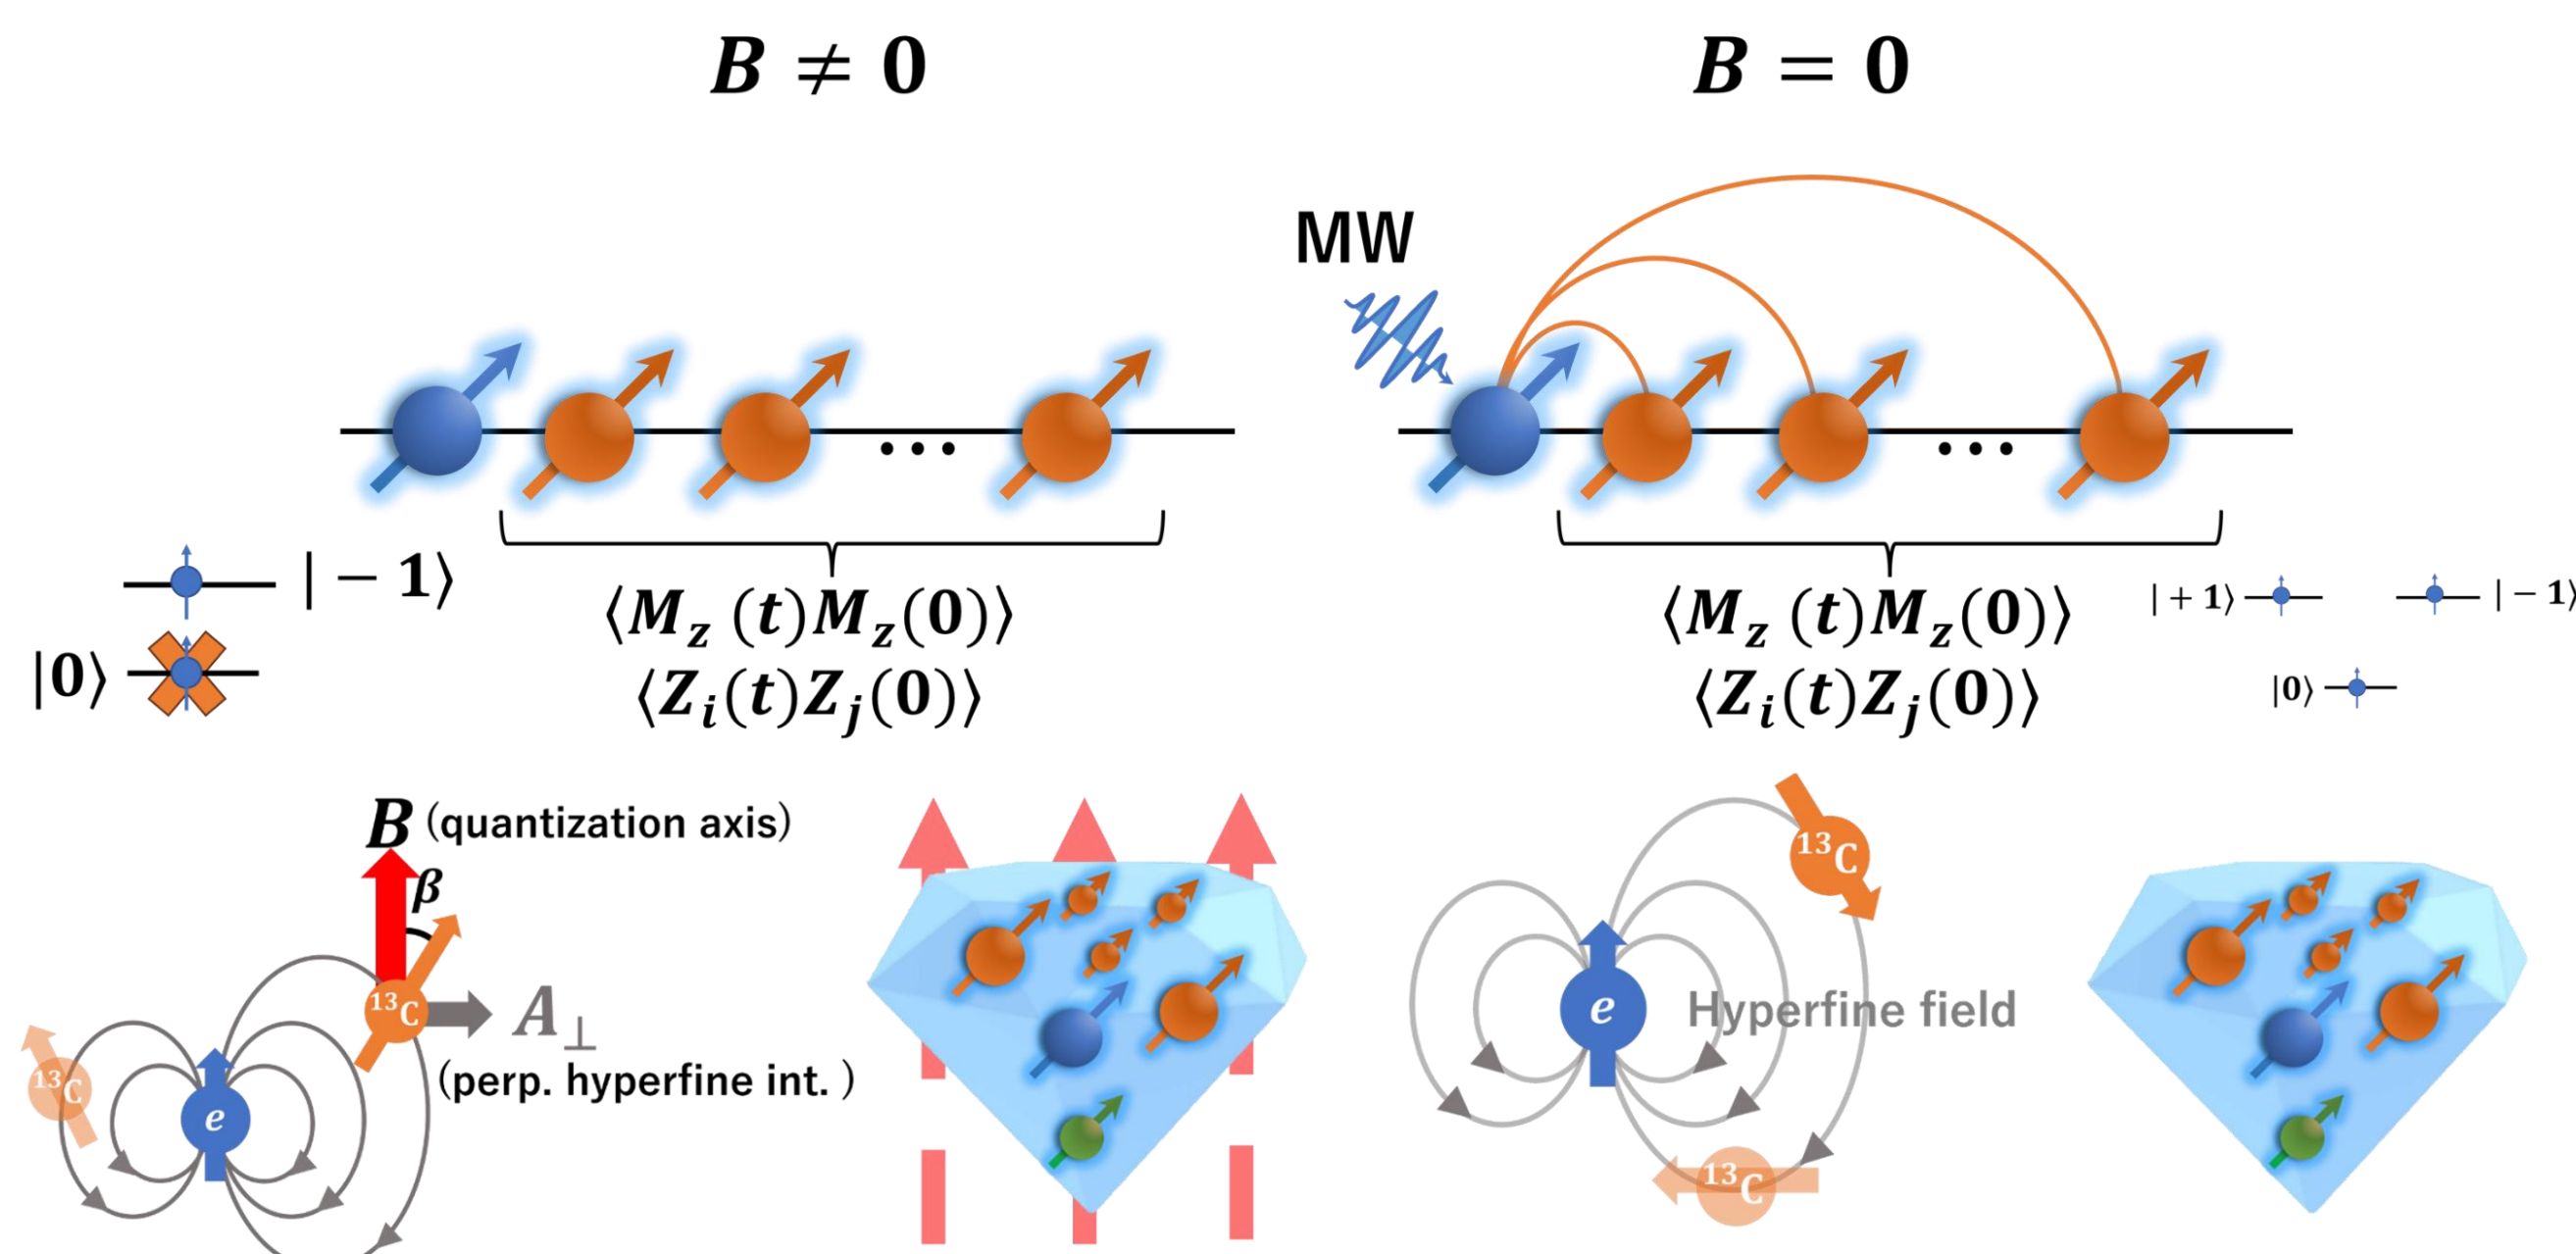 B ≠ 0
B = 0
MW
• • •
• • •
| − 1⟩
|0⟩
⟨M_z (t)M_z(0)⟩
⟨Z_i(t)Z_j(0)⟩
⟨M_z (t)M_z(0)⟩
⟨Z_i(t)Z_j(0)⟩
| + 1⟩
| − 1⟩
|0⟩
B (quantization axis)
β
¹³C
A_⊥
(perp. hyperfine int. )
¹³C
e
¹³C
e
Hyperfine field
¹³C